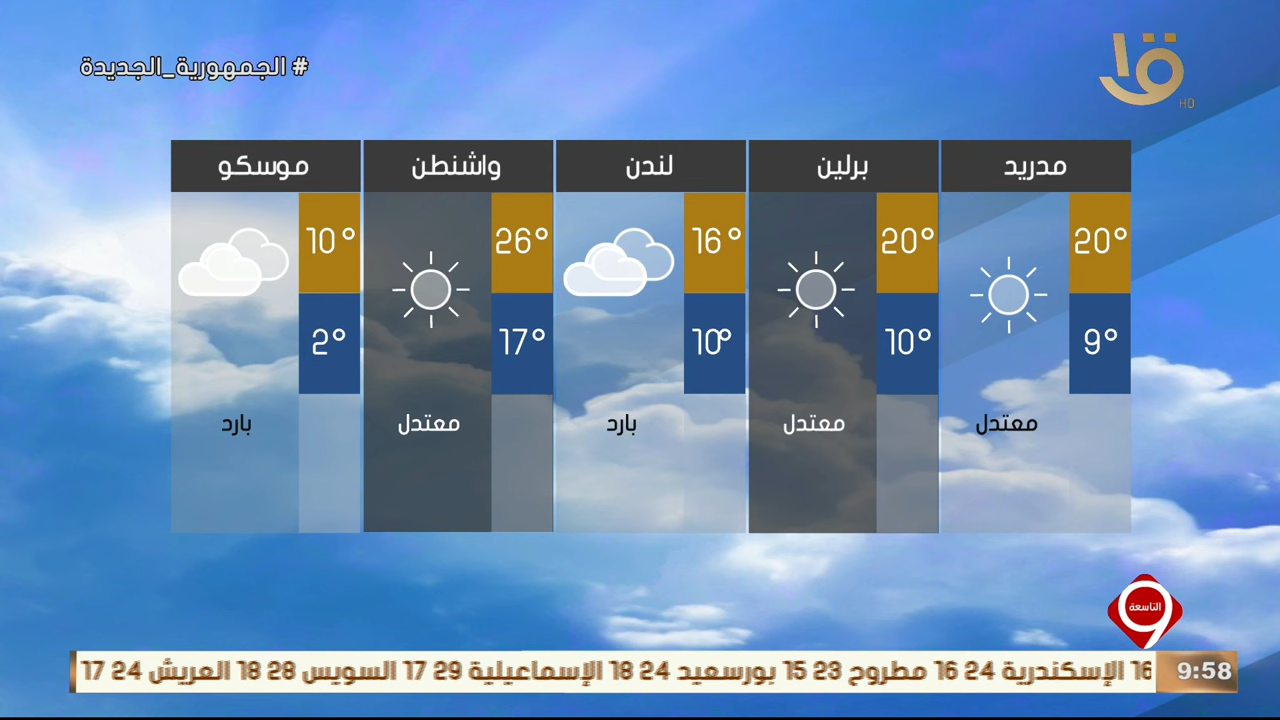 # الجمهورية_الجديدة
HD
مدريد
20°
9°
معتدل
برلين
20°
10°
معتدل
لندن
16°
10°
بارد
واشنطن
26°
17°
معتدل
موسكو
10°
2°
بارد
التاسعة
9
16 الإسكندرية 24 16 مطروح 23 15 بورسعيد 24 18 الإسماعيلية 29 17 السويس 28 18 العريش 24 17
9:58